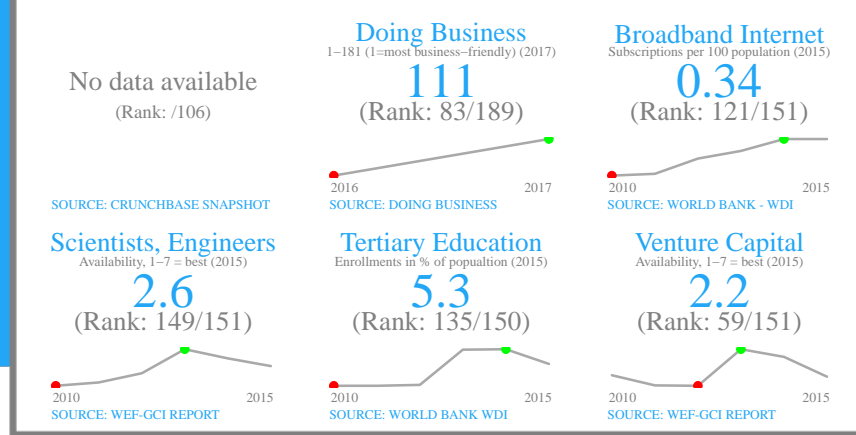 No data available
(Rank: /106)
SOURCE: CRUNCHBASE SNAPSHOT
Doing Business
1−181 (1=most business−friendly) (2017)
111
(Rank: 83/189)
2016 2017
SOURCE: DOING BUSINESS
Broadband Internet
Subscriptions per 100 population (2015)
0.34
(Rank: 121/151)
2010 2015
SOURCE: WORLD BANK - WDI
Scientists, Engineers
Availability, 1−7 = best (2015)
2.6
(Rank: 149/151)
2010 2015
SOURCE: WEF-GCI REPORT
Tertiary Education
Enrollments in % of popualtion (2015)
5.3
(Rank: 135/150)
2010 2015
SOURCE: WORLD BANK WDI
Venture Capital
Availability, 1−7 = best (2015)
2.2
(Rank: 59/151)
2010 2015
SOURCE: WEF-GCI REPORT